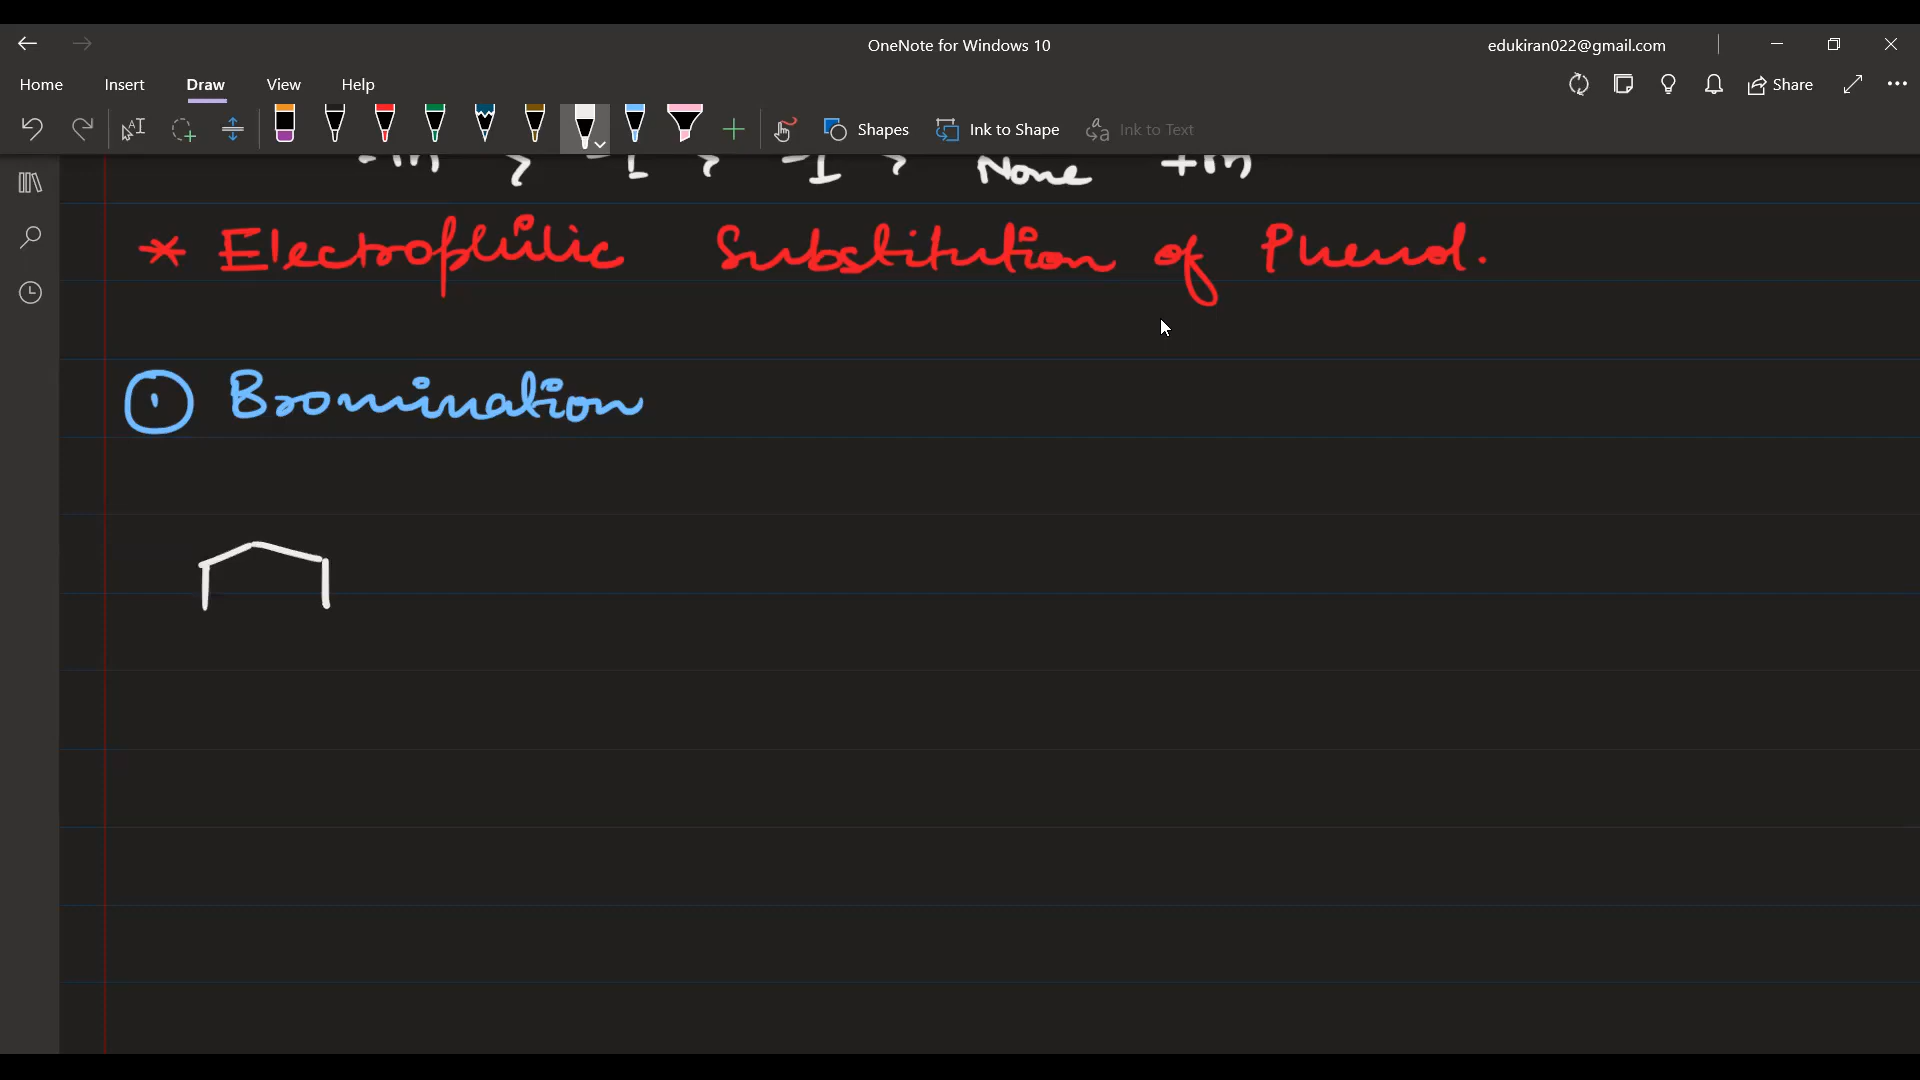 OneNote for Windows 10
edukiran022@gmail.com
Home Insert Draw View Help
Share
Shapes Ink to Shape Ink to Text
-m > -I > -I > None +m
* Electrophilic Substitution of Phenol.
① Bromination